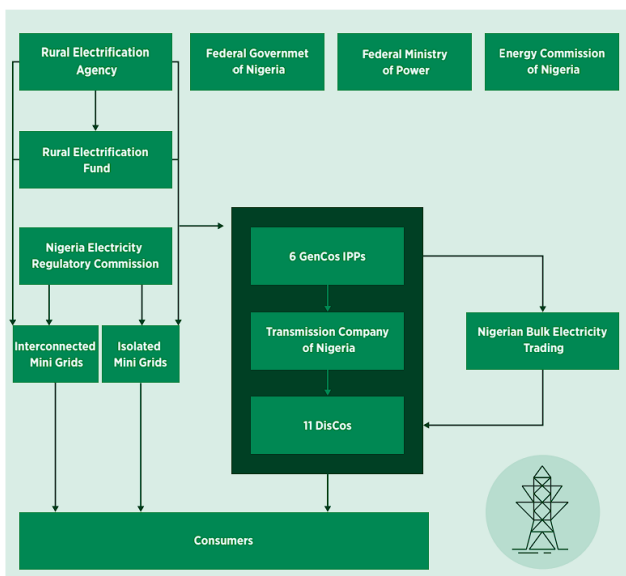 Rural Electrification
Agency
Federal Governmet
of Nigeria
Federal Ministry
of Power
Energy Commission
of Nigeria
Rural Electrification
Fund
Nigeria Electricity
Regulatory Commission
6 GenCos IPPs
Interconnected
Mini Grids
Isolated
Mini Grids
Transmission Company
of Nigeria
Nigerian Bulk Electricity
Trading
11 DisCos
Consumers